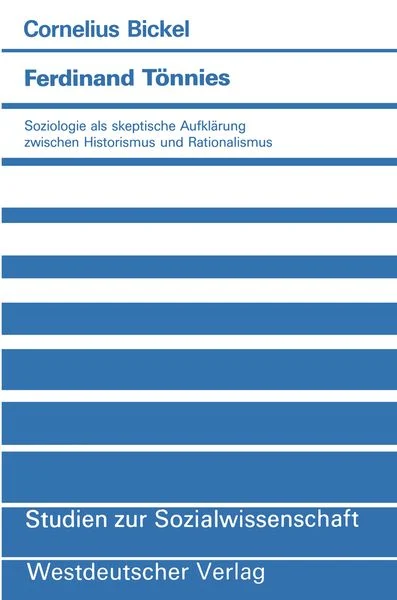 Cornelius Bickel
Ferdinand Tönnies
Soziologie als skeptische Aufklärung
zwischen Historismus und Rationalismus
Studien zur Sozialwissenschaft
Westdeutscher Verlag